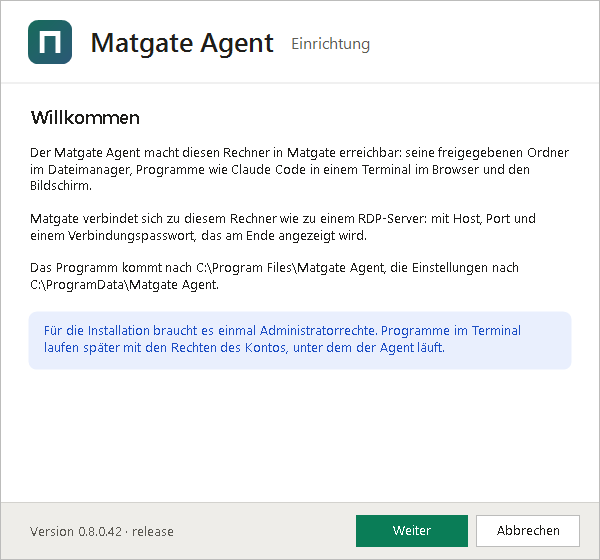 Matgate Agent Einrichtung
Willkommen
Der Matgate Agent macht diesen Rechner in Matgate erreichbar: seine freigegebenen Ordner
im Dateimanager, Programme wie Claude Code in einem Terminal im Browser und den
Bildschirm.
Matgate verbindet sich zu diesem Rechner wie zu einem RDP-Server: mit Host, Port und
einem Verbindungspasswort, das am Ende angezeigt wird.
Das Programm kommt nach C:\Program Files\Matgate Agent, die Einstellungen nach
C:\ProgramData\Matgate Agent.
Für die Installation braucht es einmal Administratorrechte. Programme im Terminal
laufen später mit den Rechten des Kontos, unter dem der Agent läuft.
Version 0.8.0.42 · release
Weiter
Abbrechen